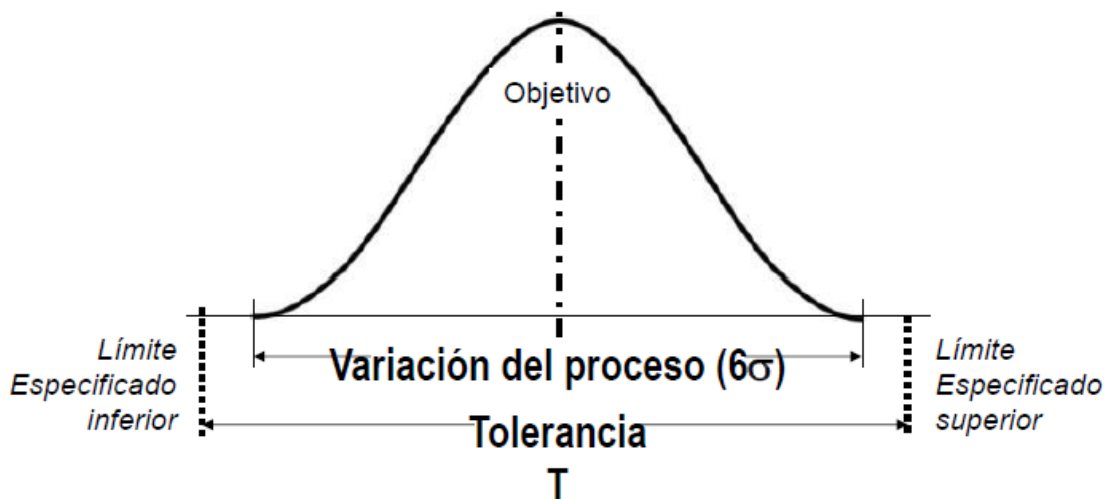 Objetivo
Límite
Especificado
inferior
Variación del proceso (6σ)
Límite
Especificado
superior
Tolerancia
T